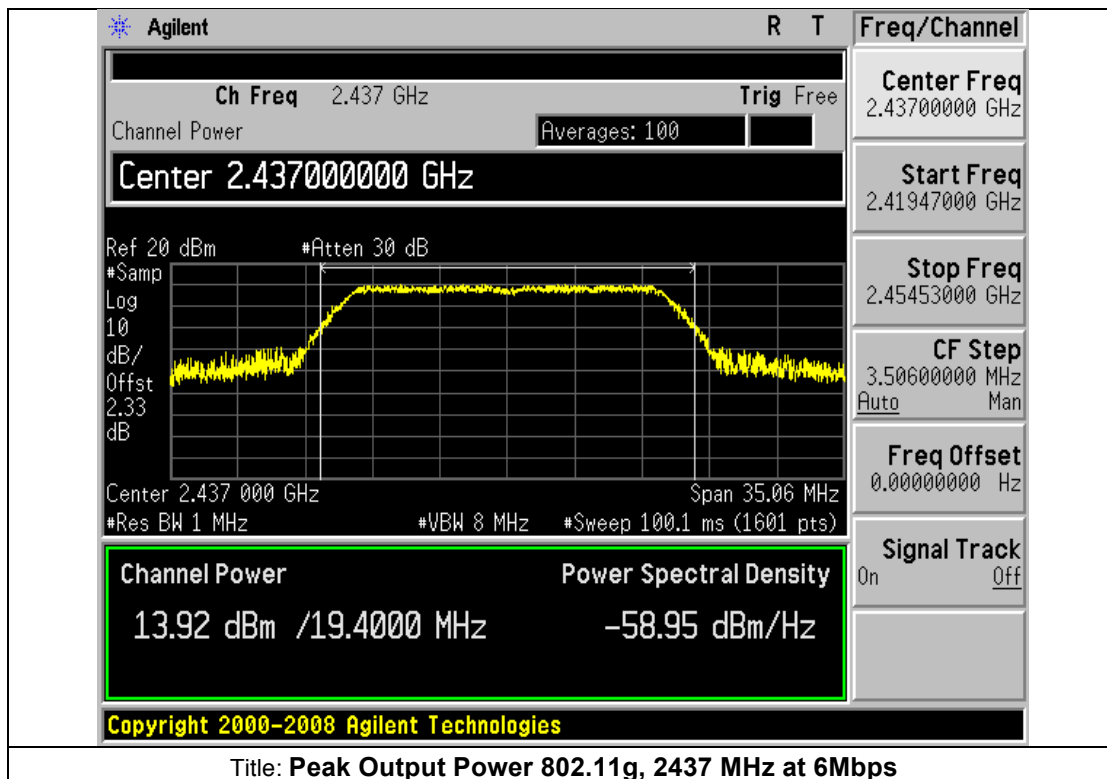 Agilent R T Freq/Channel
Ch Freq 2.437 GHz Trig Free
Channel Power Averages: 100
Center 2.437000000 GHz
Ref 20 dBm #Atten 30 dB
#Samp
Log
10
dB/
Offst
2.33
dB
Center 2.437 000 GHz Span 35.06 MHz
#Res BW 1 MHz #VBW 8 MHz #Sweep 100.1 ms (1601 pts)
Channel Power Power Spectral Density
13.92 dBm /19.4000 MHz -58.95 dBm/Hz
Copyright 2000-2008 Agilent Technologies
Center Freq
2.43700000 GHz
Start Freq
2.41947000 GHz
Stop Freq
2.45453000 GHz
CF Step
3.50600000 MHz
Auto Man
Freq Offset
0.00000000 Hz
Signal Track
On Off
Title: Peak Output Power 802.11g, 2437 MHz at 6Mbps